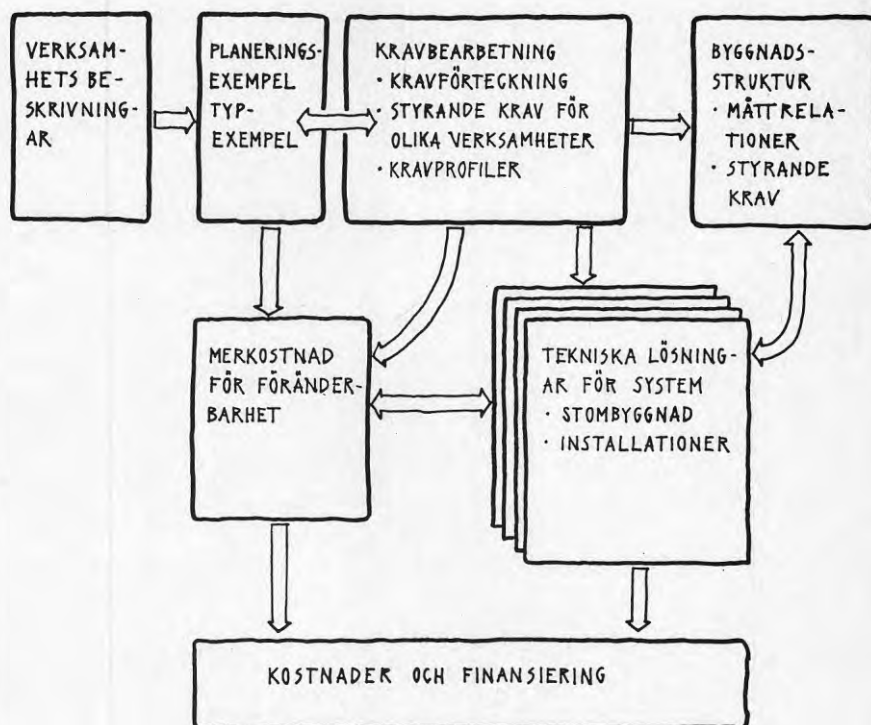 VERKSAM-
HETS BE-
SKRIVNING-
AR
PLANERINGS-
EXEMPEL
TYP-
EXEMPEL
KRAVBEARBETNING
· KRAVFÖRTECKNING
· STYRANDE KRAV FÖR
OLIKA VERKSAMHETER
· KRAVPROFILER
BYGGNADS-
STRUKTUR
· MÅTTRELA-
TIONER
· STYRANDE
KRAV
MERKOSTNAD
FÖR FÖRÄNDER-
BARHET
TEKNISKA LÖSNING-
AR FÖR SYSTEM
· STOMBYGGNAD
· INSTALLATIONER
KOSTNADER OCH FINANSIERING